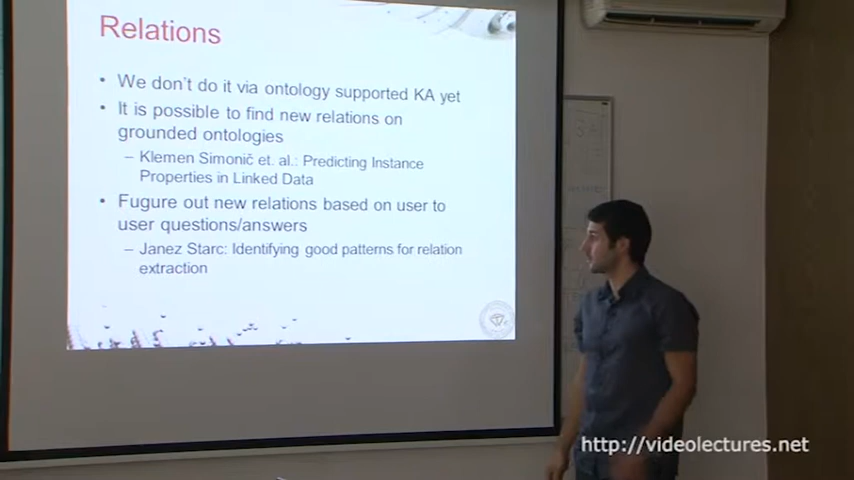 Relations
• We don't do it via ontology supported KA yet
• It is possible to find new relations on
grounded ontologies
– Klemen Simonič et. al.: Predicting Instance
Properties in Linked Data
• Fugure out new relations based on user to
user questions/answers
– Janez Starc: Identifying good patterns for relation
extraction
http://videolectures.net